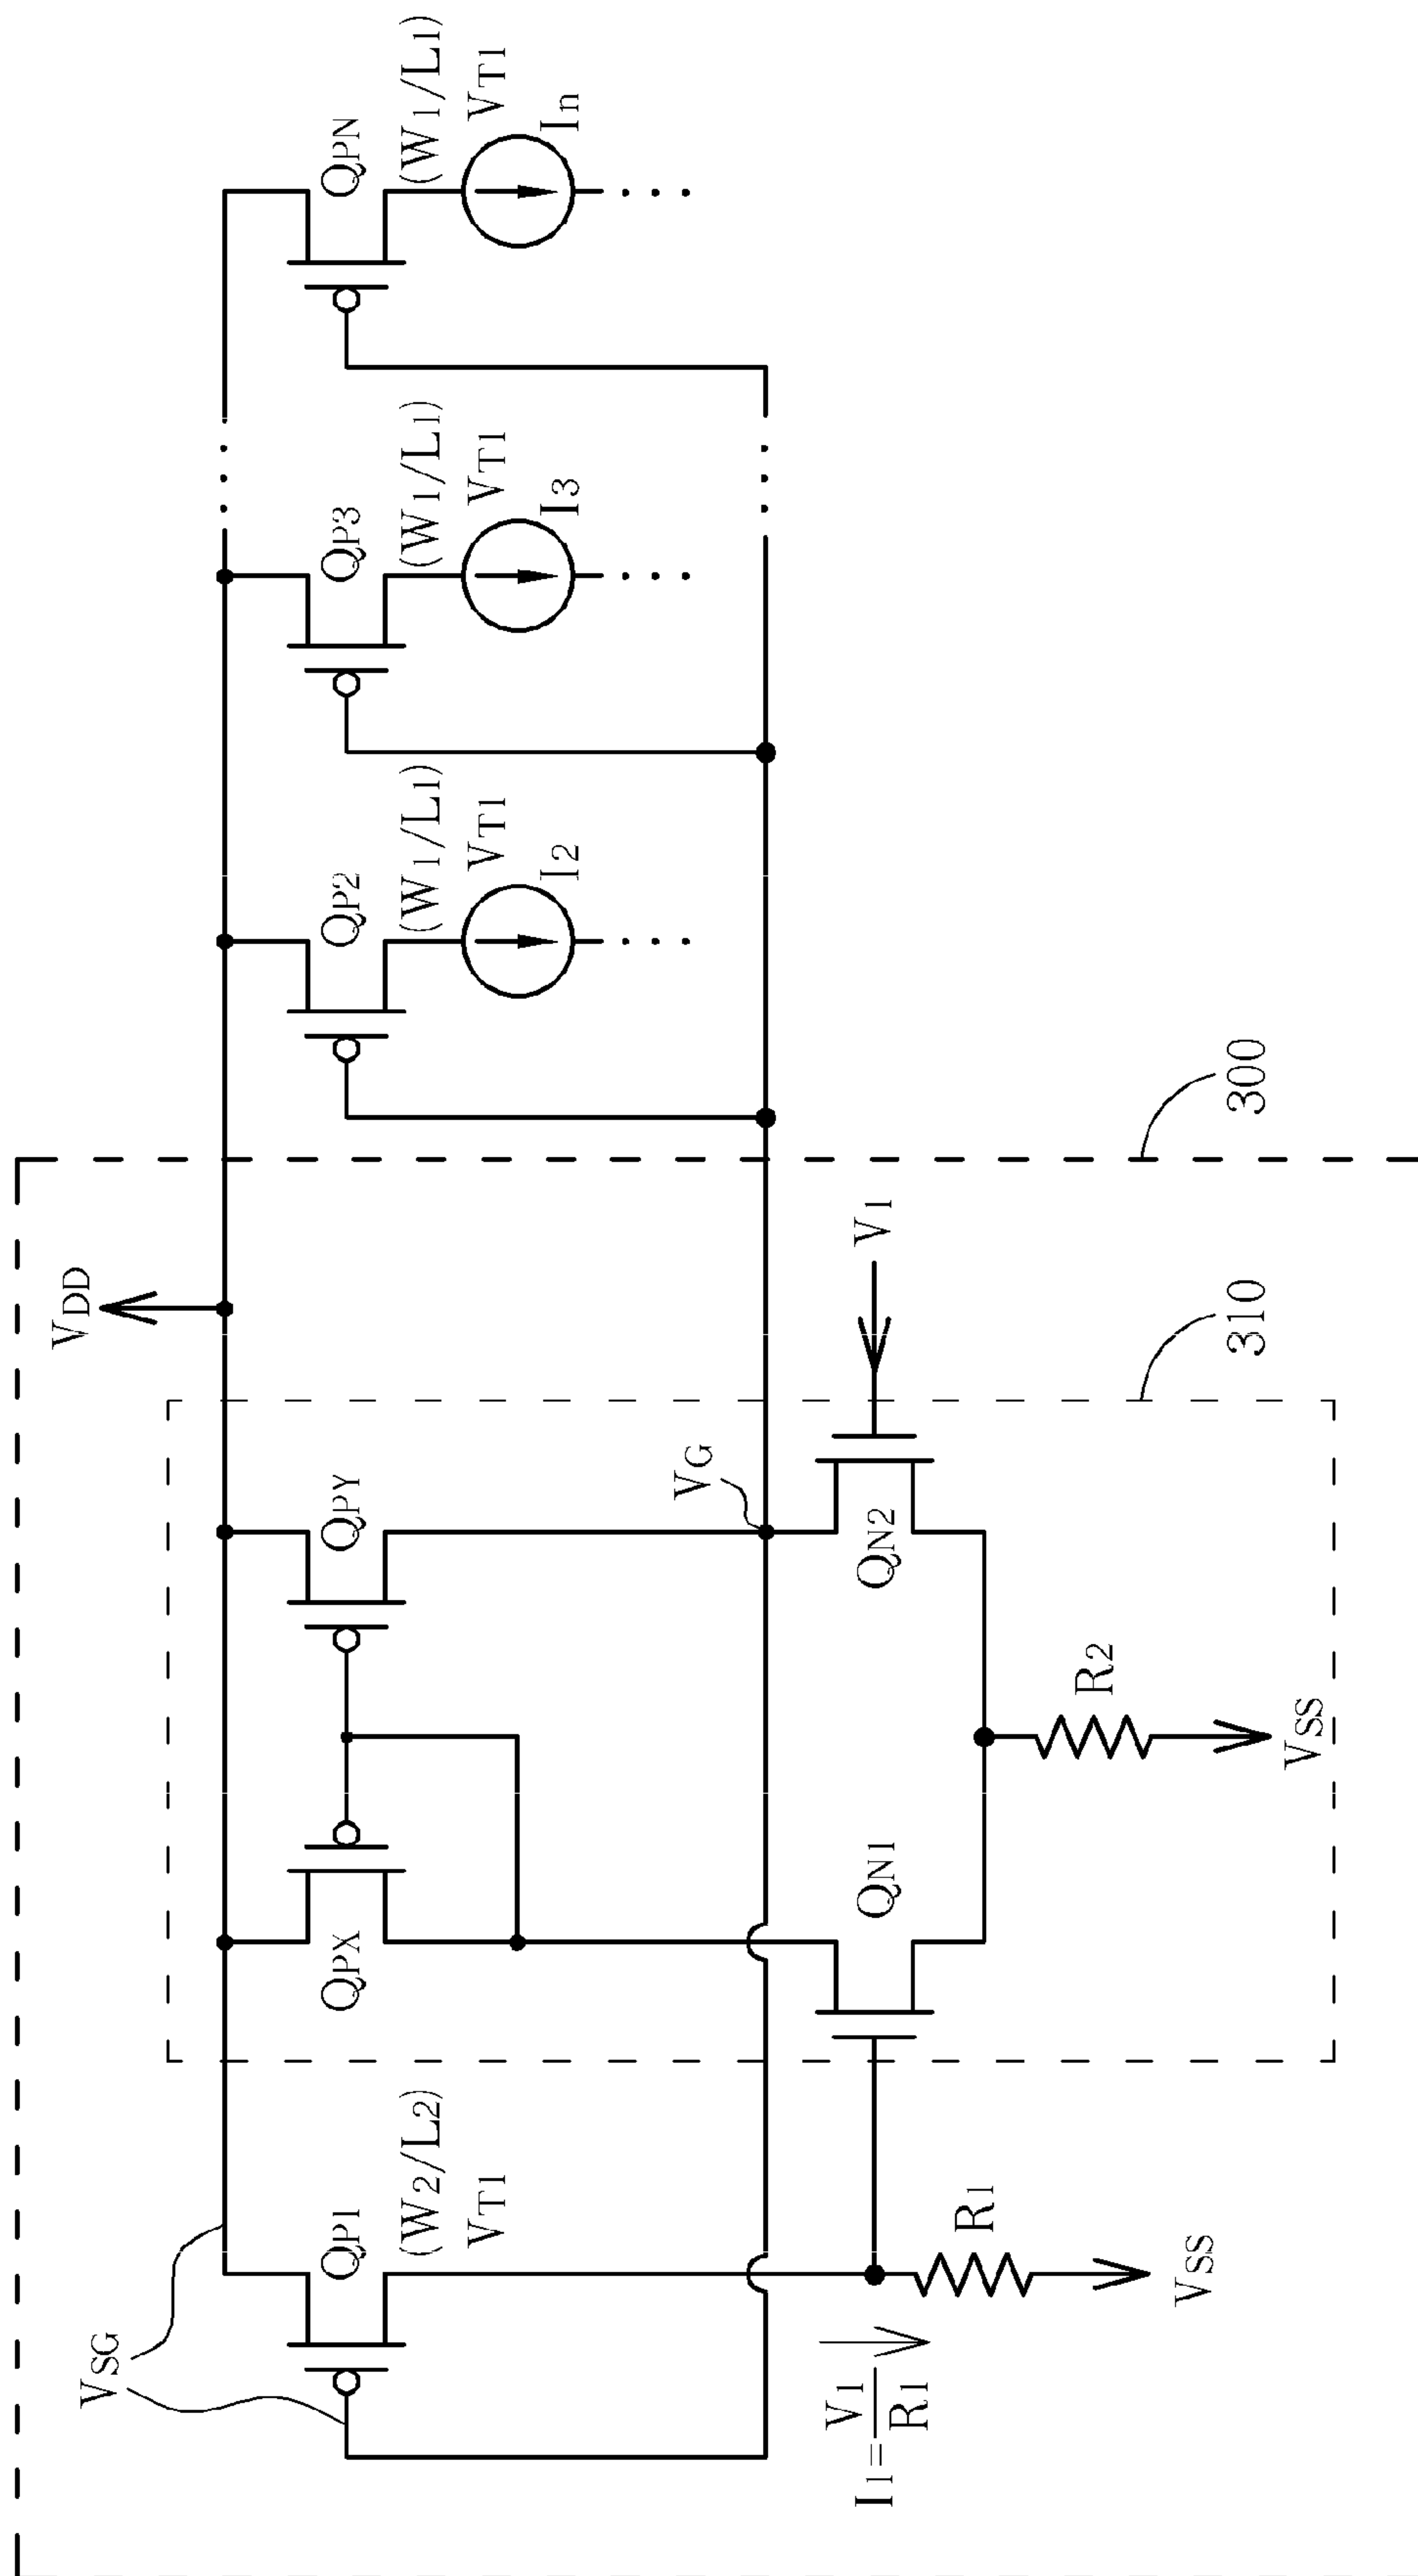 VDD
VSG
QP1
(W2/L2)
VT1
QPX
QPY
QP2
(W1/L1)
VT1
I2
QP3
(W1/L1)
VT1
I3
QPN
(W1/L1)
VT1
In
VG
I1=V1/R1
R1
VSS
QN1
QN2
V1
R2
VSS
310
300